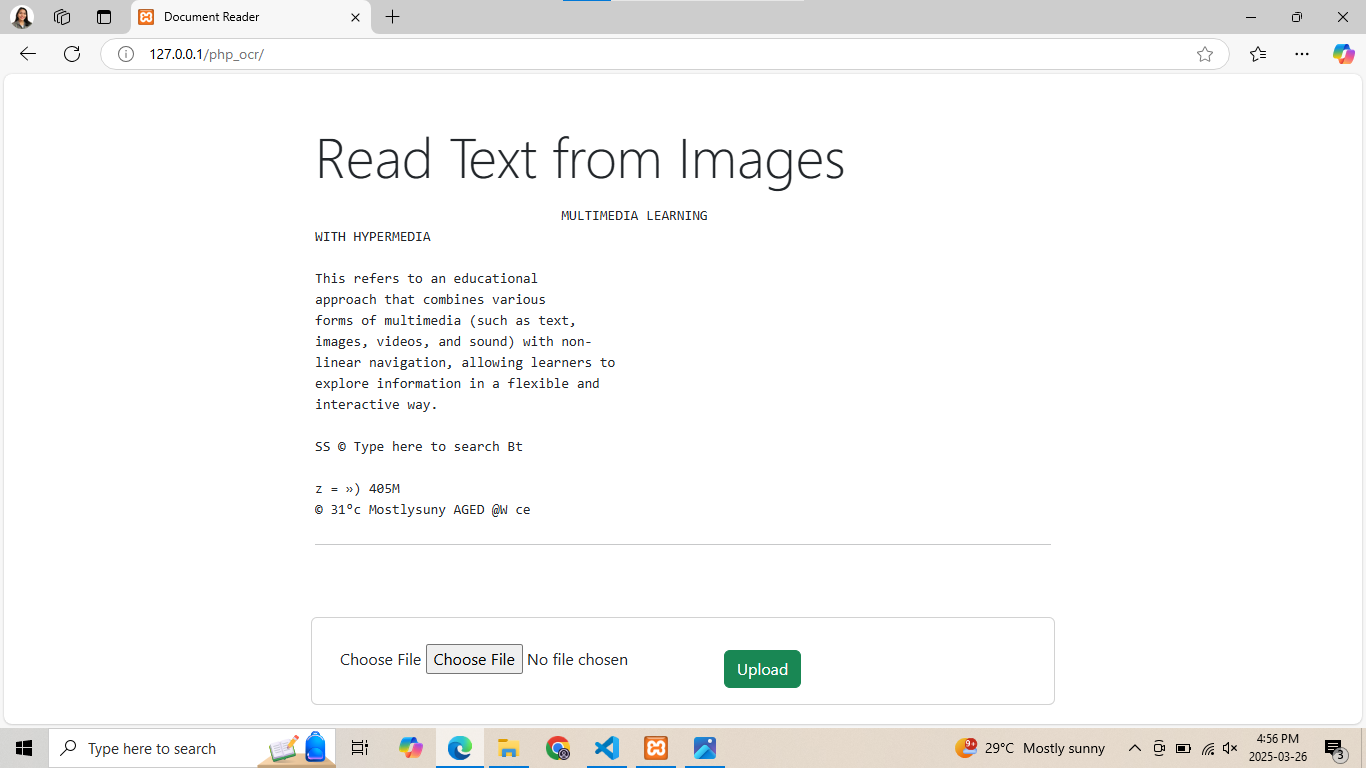 Document Reader
127.0.0.1/php_ocr/
Read Text from Images
MULTIMEDIA LEARNING
WITH HYPERMEDIA
This refers to an educational
approach that combines various
forms of multimedia (such as text,
images, videos, and sound) with non-
linear navigation, allowing learners to
explore information in a flexible and
interactive way.
SS © Type here to search Bt
z = ») 405M
© 31°c Mostlysuny AGED @W ce
Choose File Choose File No file chosen
Upload
Type here to search
9+
29°C Mostly sunny
4:56 PM
2025-03-26
3